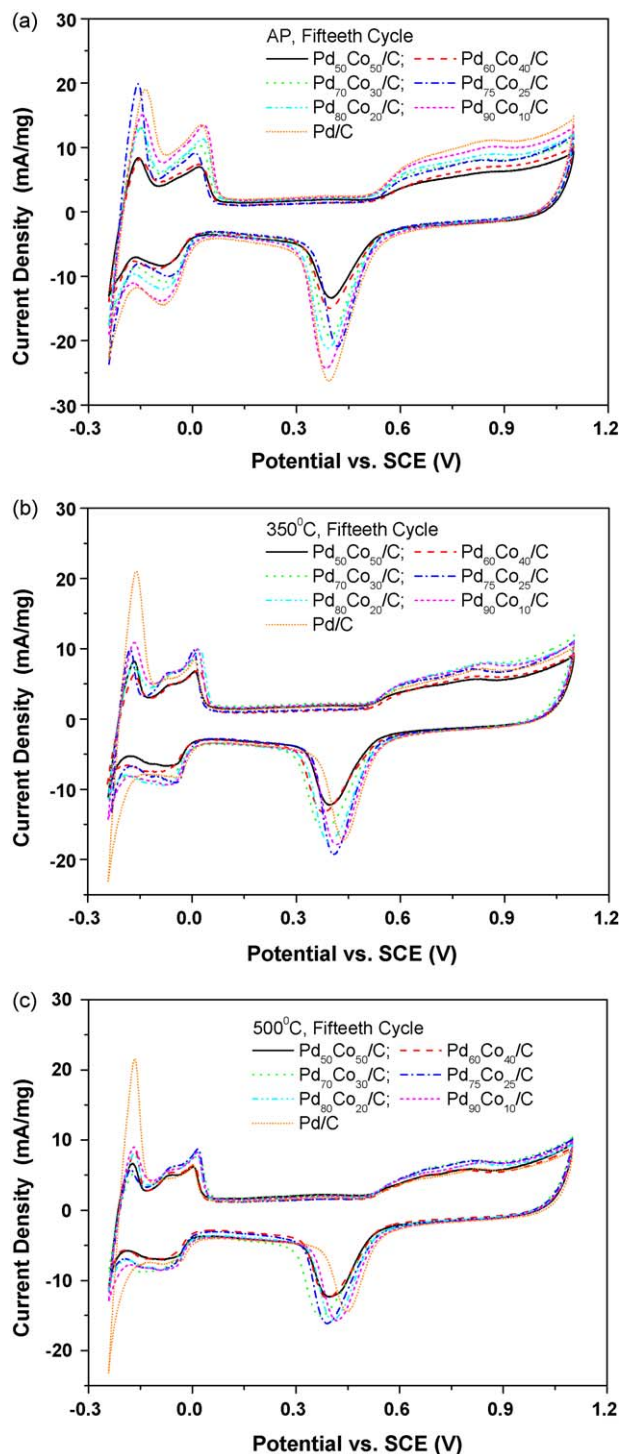 (a)
AP, Fifteeth Cycle
Pd50Co50/C; Pd60Co40/C
Pd70Co30/C; Pd75Co25/C
Pd80Co20/C; Pd90Co10/C
Pd/C
Current Density (mA/mg)
30
20
10
0
-10
-20
-30
-0.3 0.0 0.3 0.6 0.9 1.2
Potential vs. SCE (V)
(b)
350⁰C, Fifteeth Cycle
Pd50Co50/C; Pd60Co40/C
Pd70Co30/C; Pd75Co25/C
Pd80Co20/C; Pd90Co10/C
Pd/C
Current Density (mA/mg)
30
20
10
0
-10
-20
-0.3 0.0 0.3 0.6 0.9 1.2
Potential vs. SCE (V)
(c)
500⁰C, Fifteeth Cycle
Pd50Co50/C; Pd60Co40/C
Pd70Co30/C; Pd75Co25/C
Pd80Co20/C; Pd90Co10/C
Pd/C
Current Density (mA/mg)
30
20
10
0
-10
-20
-0.3 0.0 0.3 0.6 0.9 1.2
Potential vs. SCE (V)